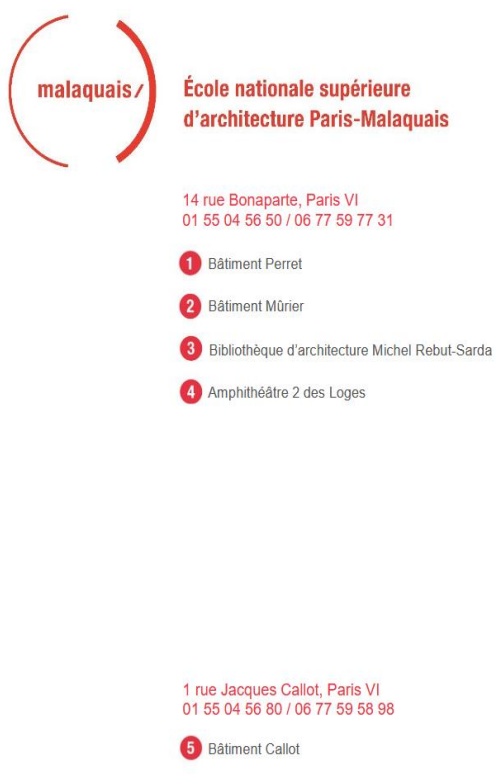 malaquais/
École nationale supérieure
d'architecture Paris-Malaquais
14 rue Bonaparte, Paris VI
01 55 04 56 50 / 06 77 59 77 31
1 Bâtiment Perret
2 Bâtiment Mûrier
3 Bibliothèque d'architecture Michel Rebut-Sarda
4 Amphithéâtre 2 des Loges
1 rue Jacques Callot, Paris VI
01 55 04 56 80 / 06 77 59 58 98
5 Bâtiment Callot